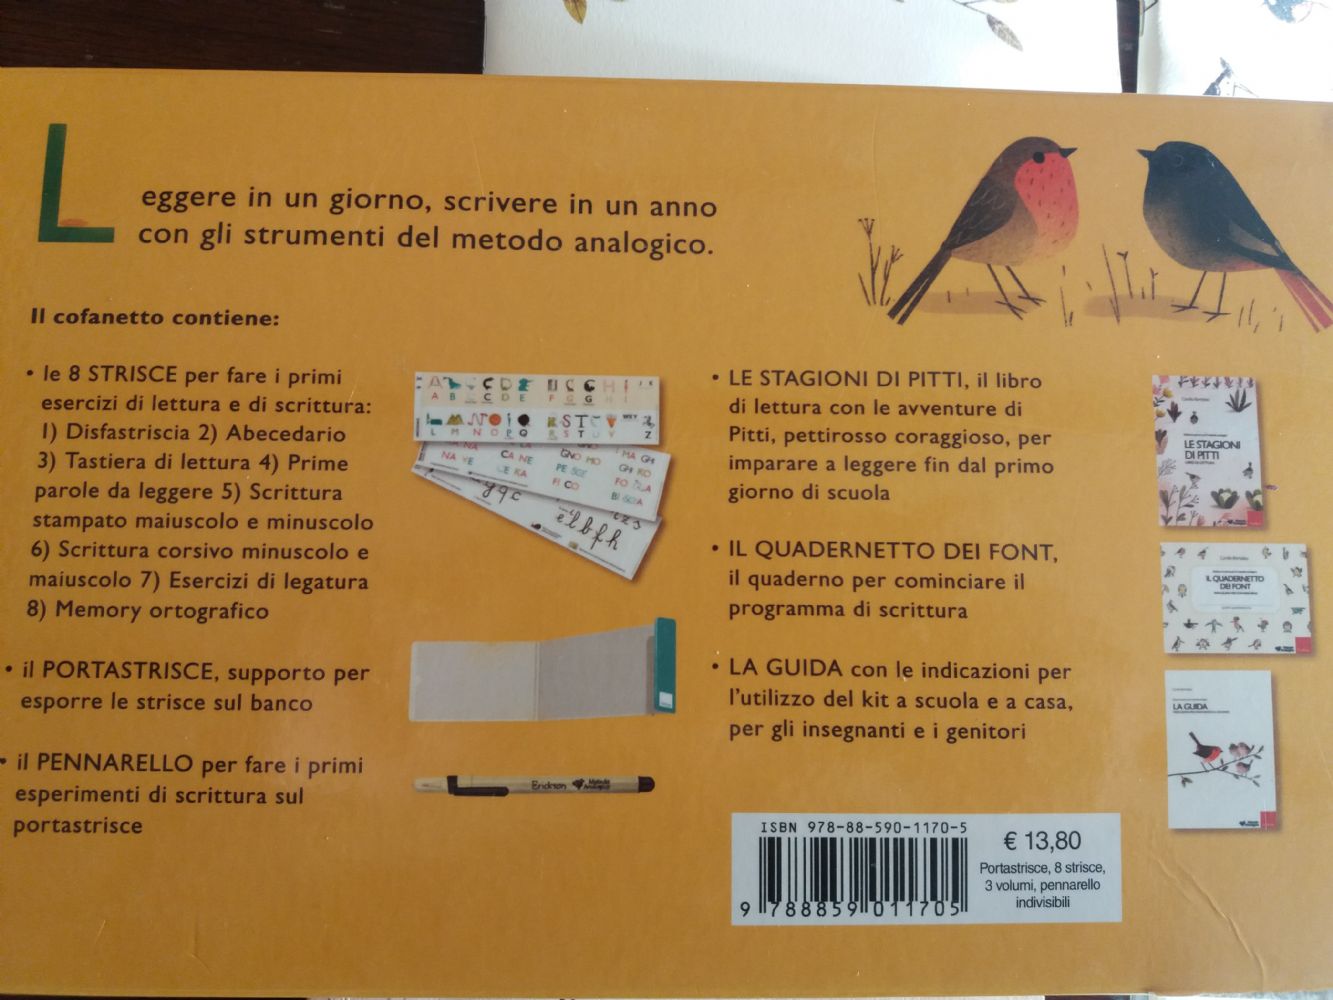 Leggere in un giorno, scrivere in un anno
con gli strumenti del metodo analogico.
Il cofanetto contiene:
• le 8 STRISCE per fare i primi
esercizi di lettura e di scrittura:
1) Disfastriscia 2) Abecedario
3) Tastiera di lettura 4) Prime
parole da leggere 5) Scrittura
stampato maiuscolo e minuscolo
6) Scrittura corsivo minuscolo e
maiuscolo 7) Esercizi di legatura
8) Memory ortografico
• il PORTASTRISCE, supporto per
esporre le strisce sul banco
• il PENNARELLO per fare i primi
esperimenti di scrittura sul
portastrisce
Erickson
• LE STAGIONI DI PITTI, il libro
di lettura con le avventure di
Pitti, pettirosso coraggioso, per
imparare a leggere fin dal primo
giorno di scuola
• IL QUADERNETTO DEI FONT,
il quaderno per cominciare il
programma di scrittura
• LA GUIDA con le indicazioni per
l'utilizzo del kit a scuola e a casa,
per gli insegnanti e i genitori
LE STAGIONI
DI PITTI
IL QUADERNETTO
DEI FONT
LA GUIDA
ISBN 978-88-590-1170-5
9 788859 011705
€ 13,80
Portastrisce, 8 strisce,
3 volumi, pennarello
indivisibili